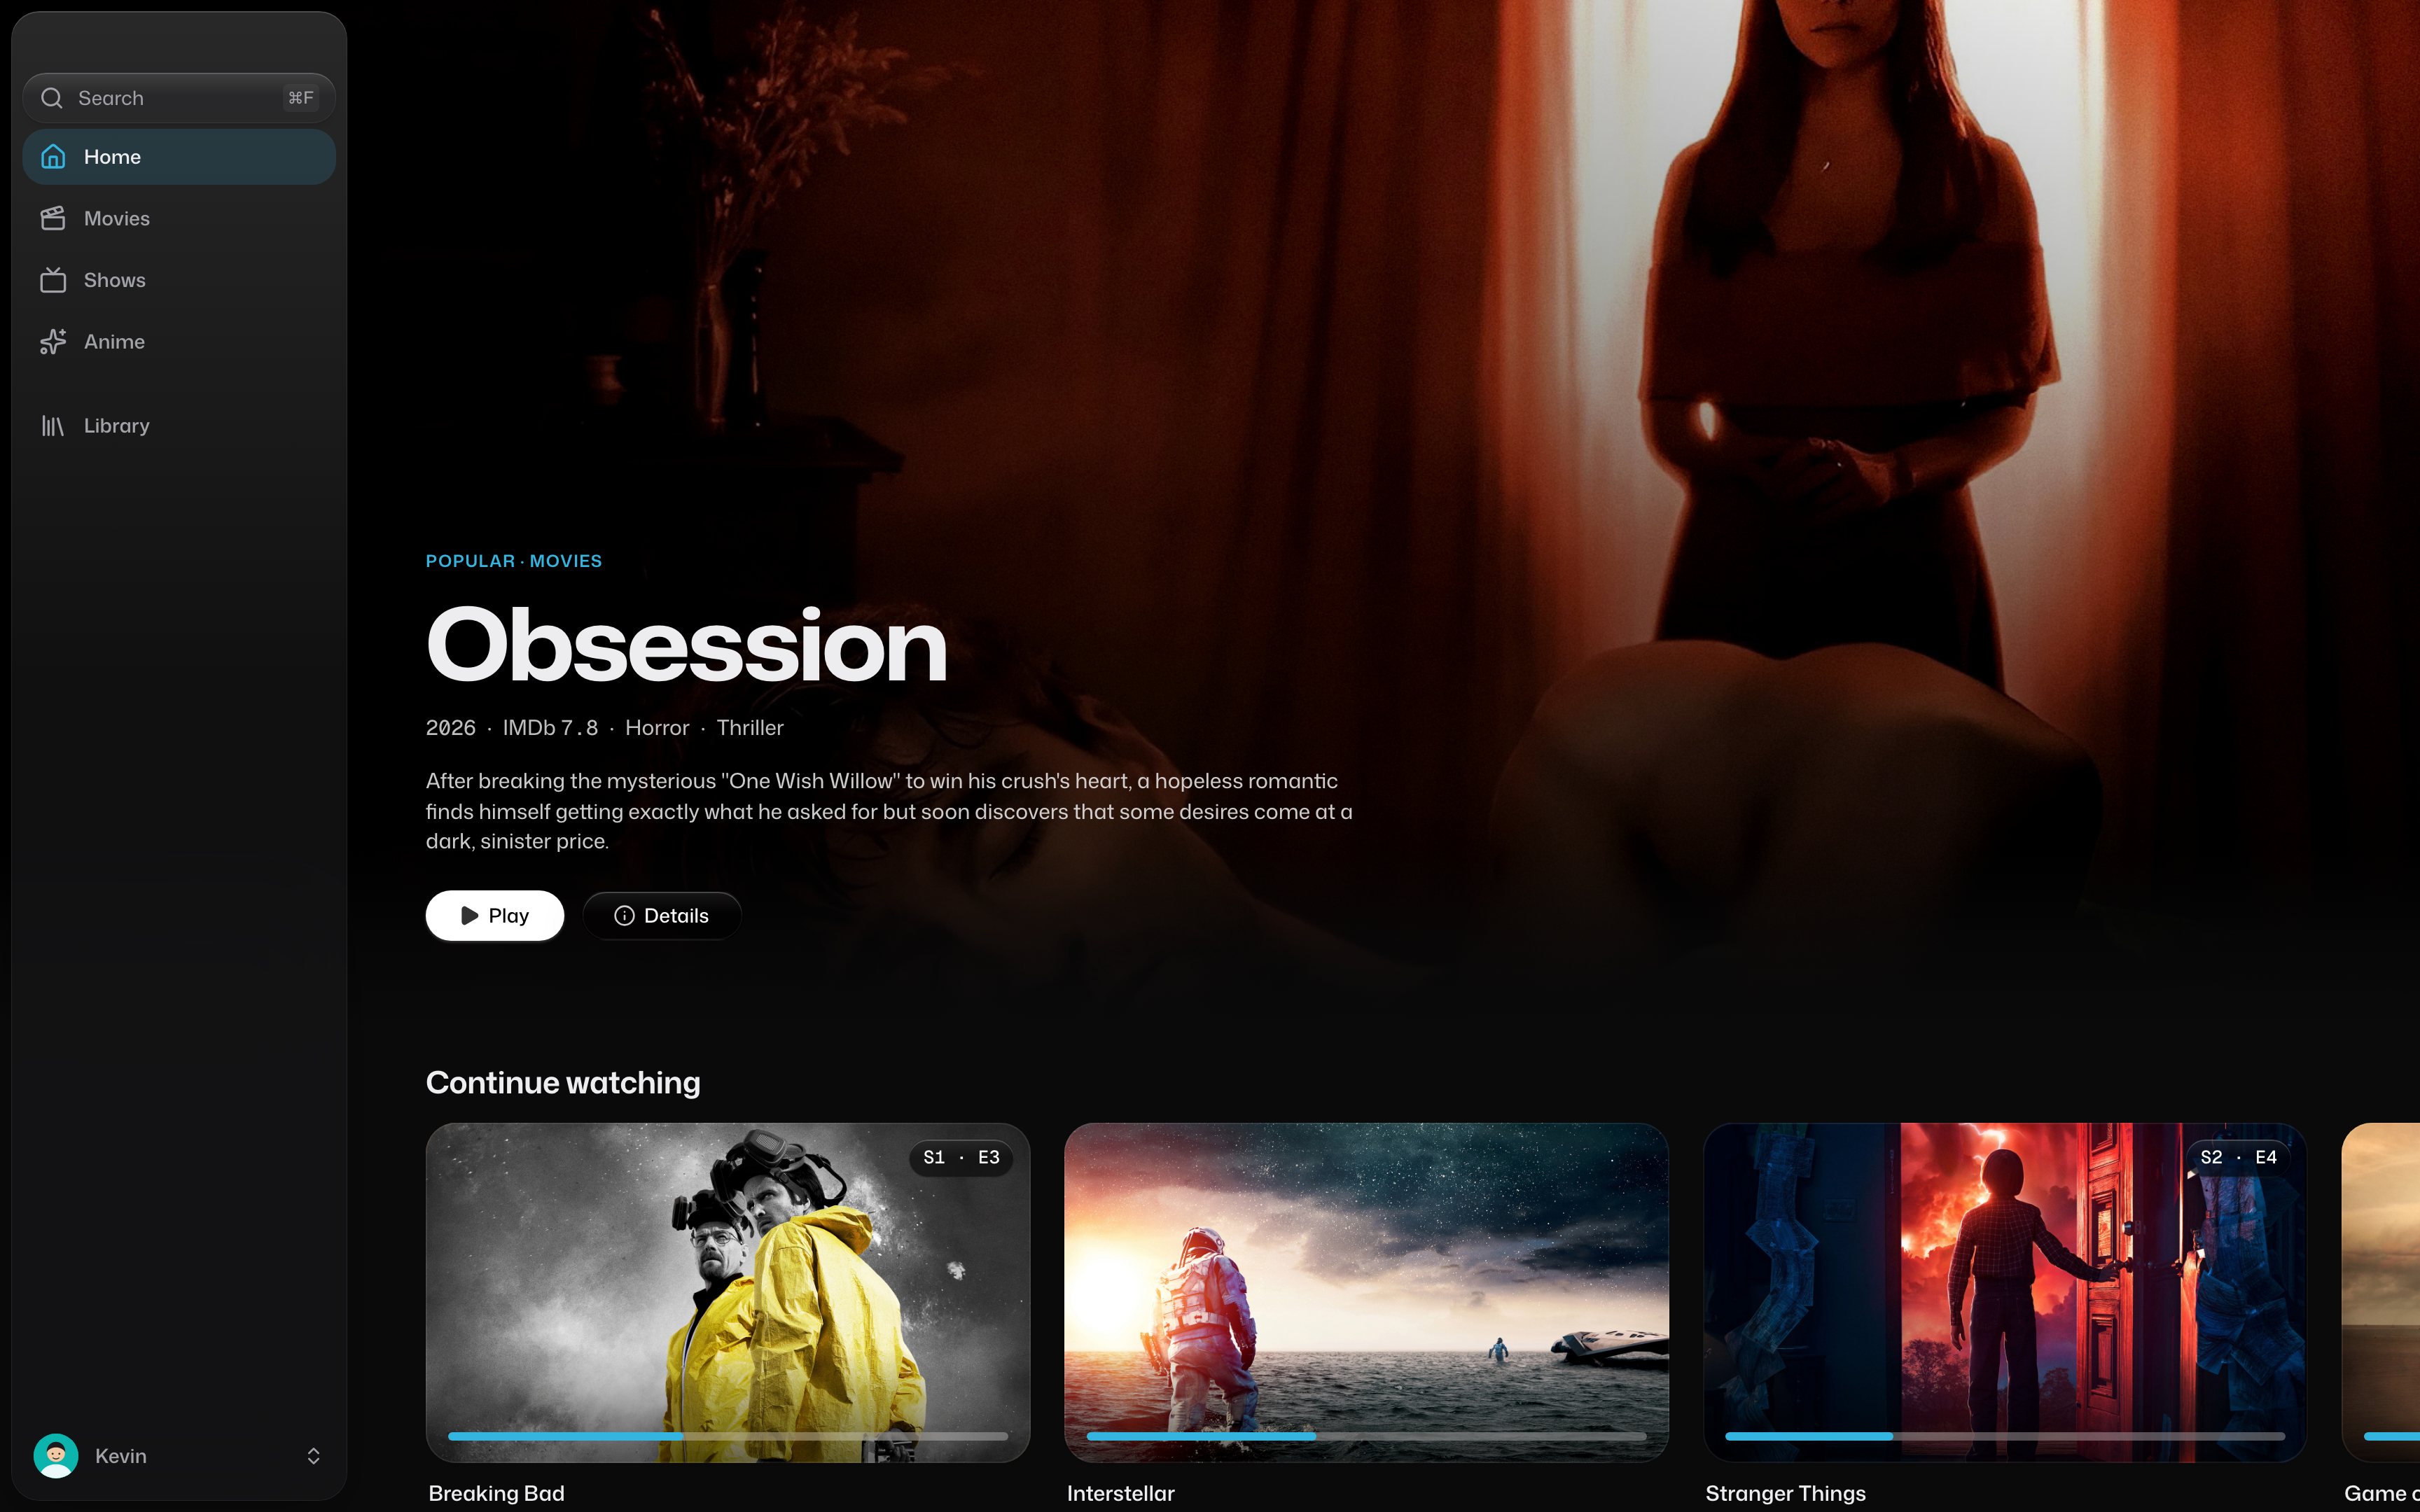 Search ⌘F
Home
Movies
Shows
Anime
Library
POPULAR · MOVIES
Obsession
2026 · IMDb 7.8 · Horror · Thriller
After breaking the mysterious "One Wish Willow" to win his crush's heart, a hopeless romantic
finds himself getting exactly what he asked for but soon discovers that some desires come at a
dark, sinister price.
Play
Details
Continue watching
S1 · E3
S2 · E4
Breaking Bad
Interstellar
Stranger Things
Game
Kevin